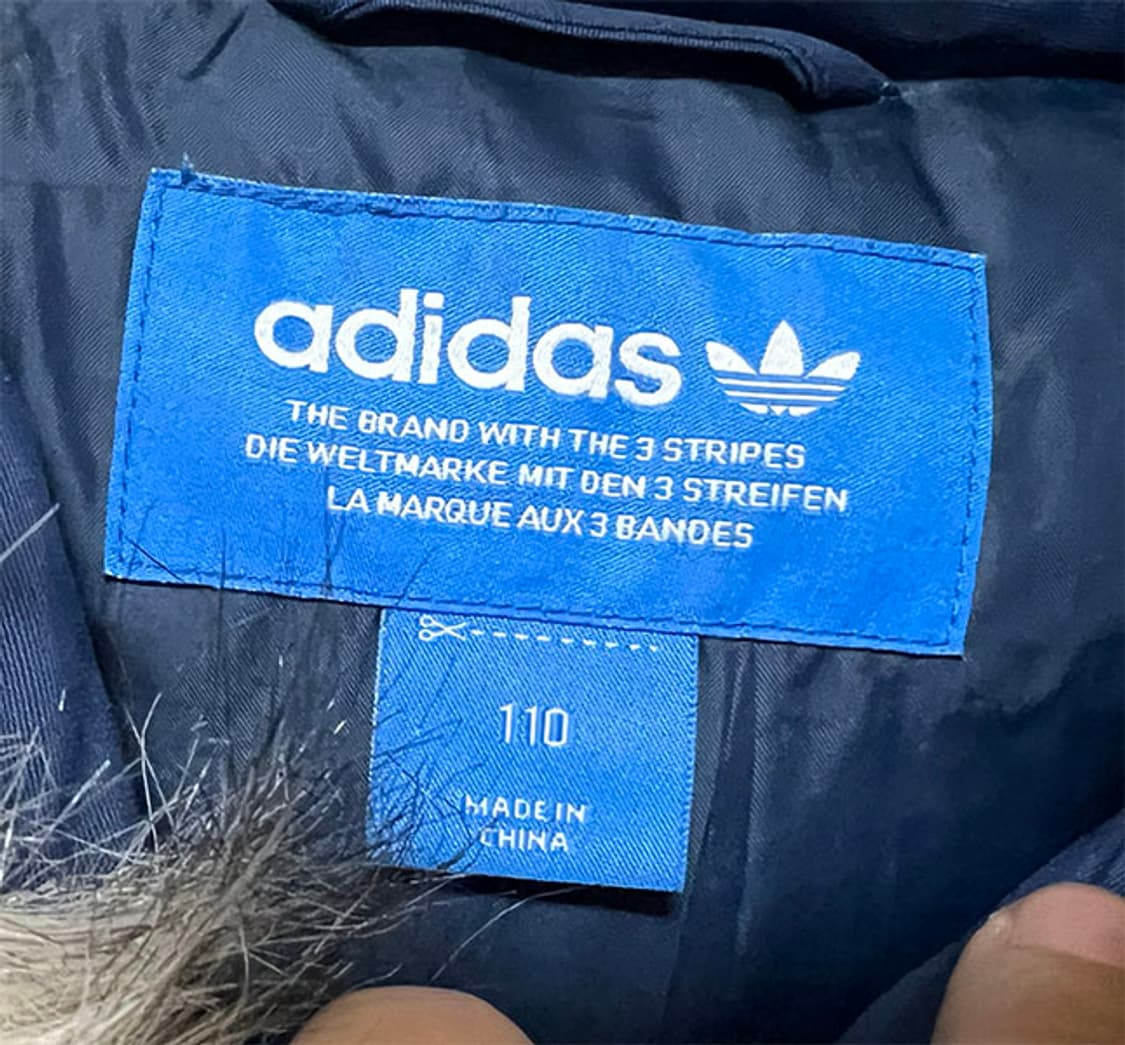 adidas
THE BRAND WITH THE 3 STRIPES
DIE WELTMARKE MIT DEN 3 STREIFEN
LA MARQUE AUX 3 BANDES
110
MADE IN
CHINA